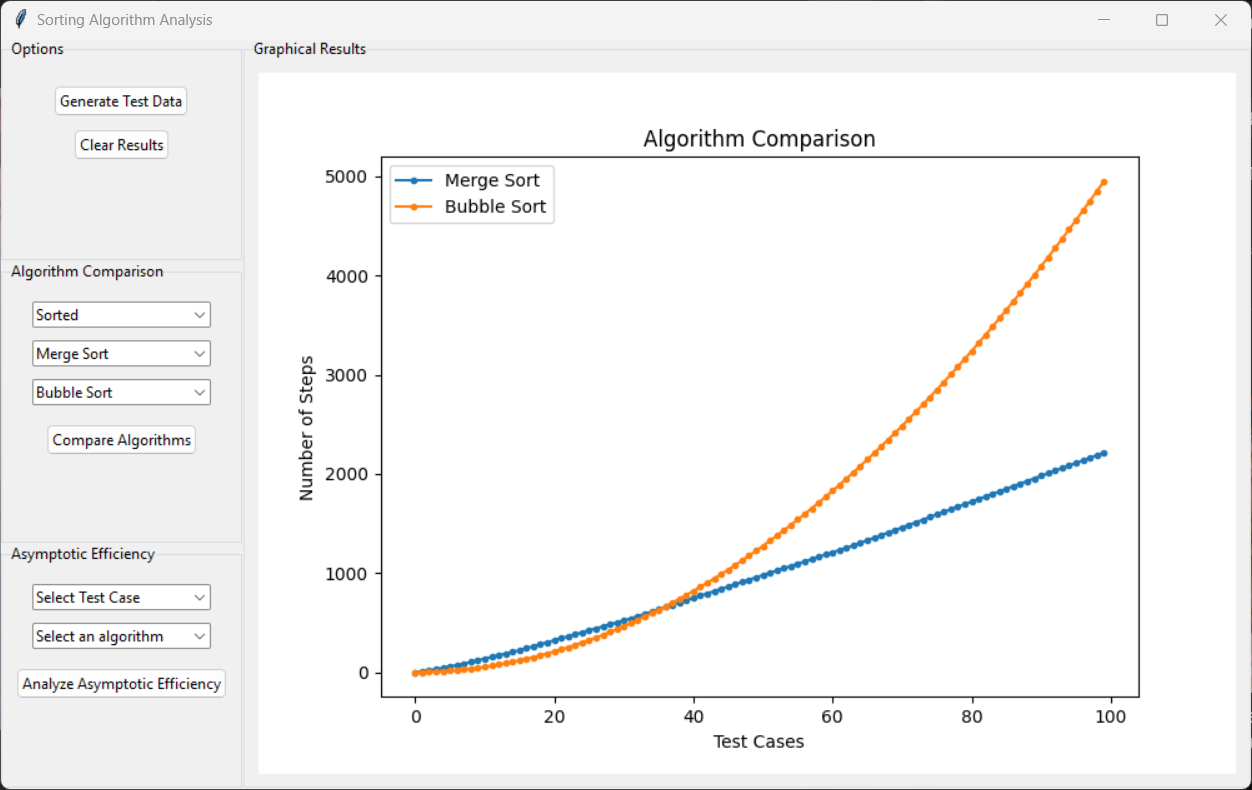 Sorting Algorithm Analysis
Options
Generate Test Data
Clear Results
Algorithm Comparison
Sorted
Merge Sort
Bubble Sort
Compare Algorithms
Asymptotic Efficiency
Select Test Case
Select an algorithm
Analyze Asymptotic Efficiency
Graphical Results
Algorithm Comparison
Merge Sort
Bubble Sort
Number of Steps
5000
4000
3000
2000
1000
0
0 20 40 60 80 100
Test Cases